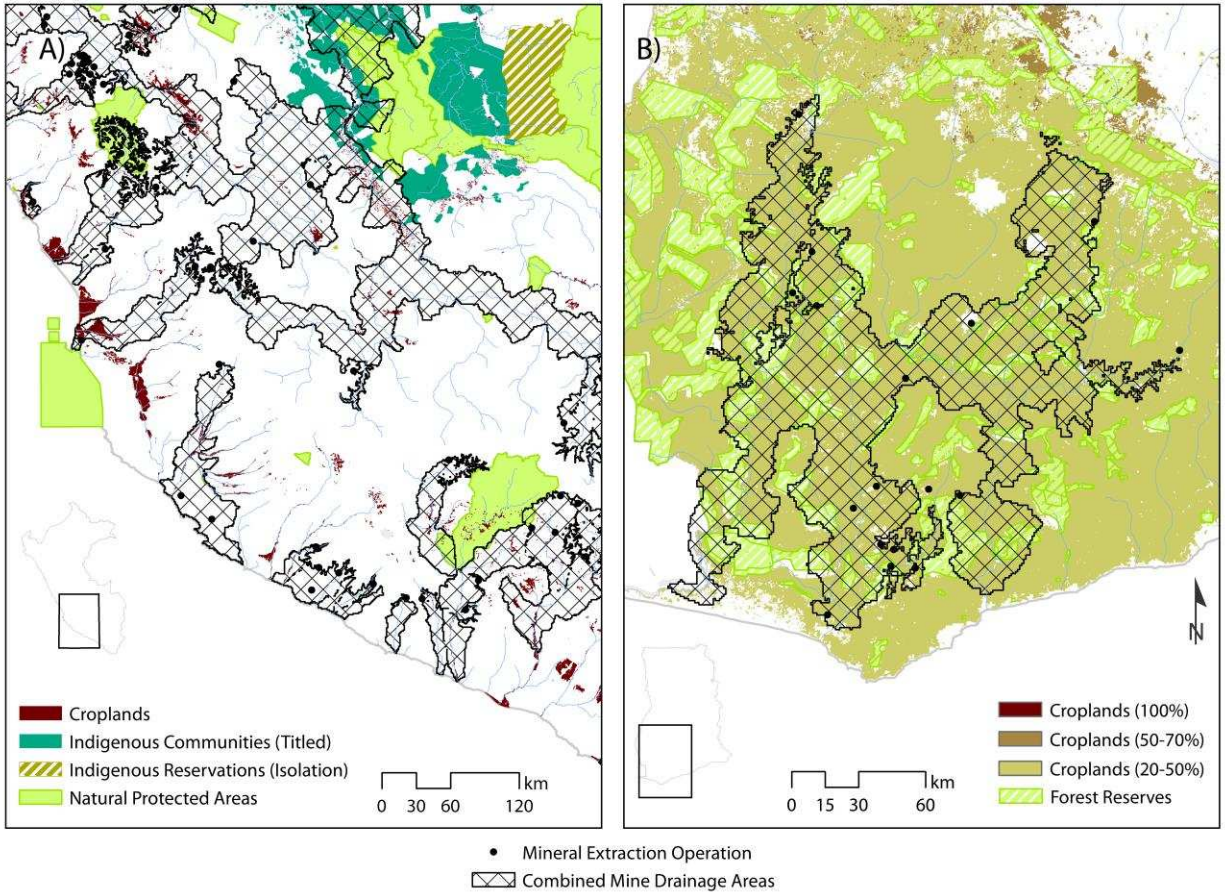 A)
Croplands
Indigenous Communities (Titled)
Indigenous Reservations (Isolation)
Natural Protected Areas
km
0 30 60 120
B)
N
Croplands (100%)
Croplands (50-70%)
Croplands (20-50%)
Forest Reserves
km
0 15 30 60
Mineral Extraction Operation
Combined Mine Drainage Areas